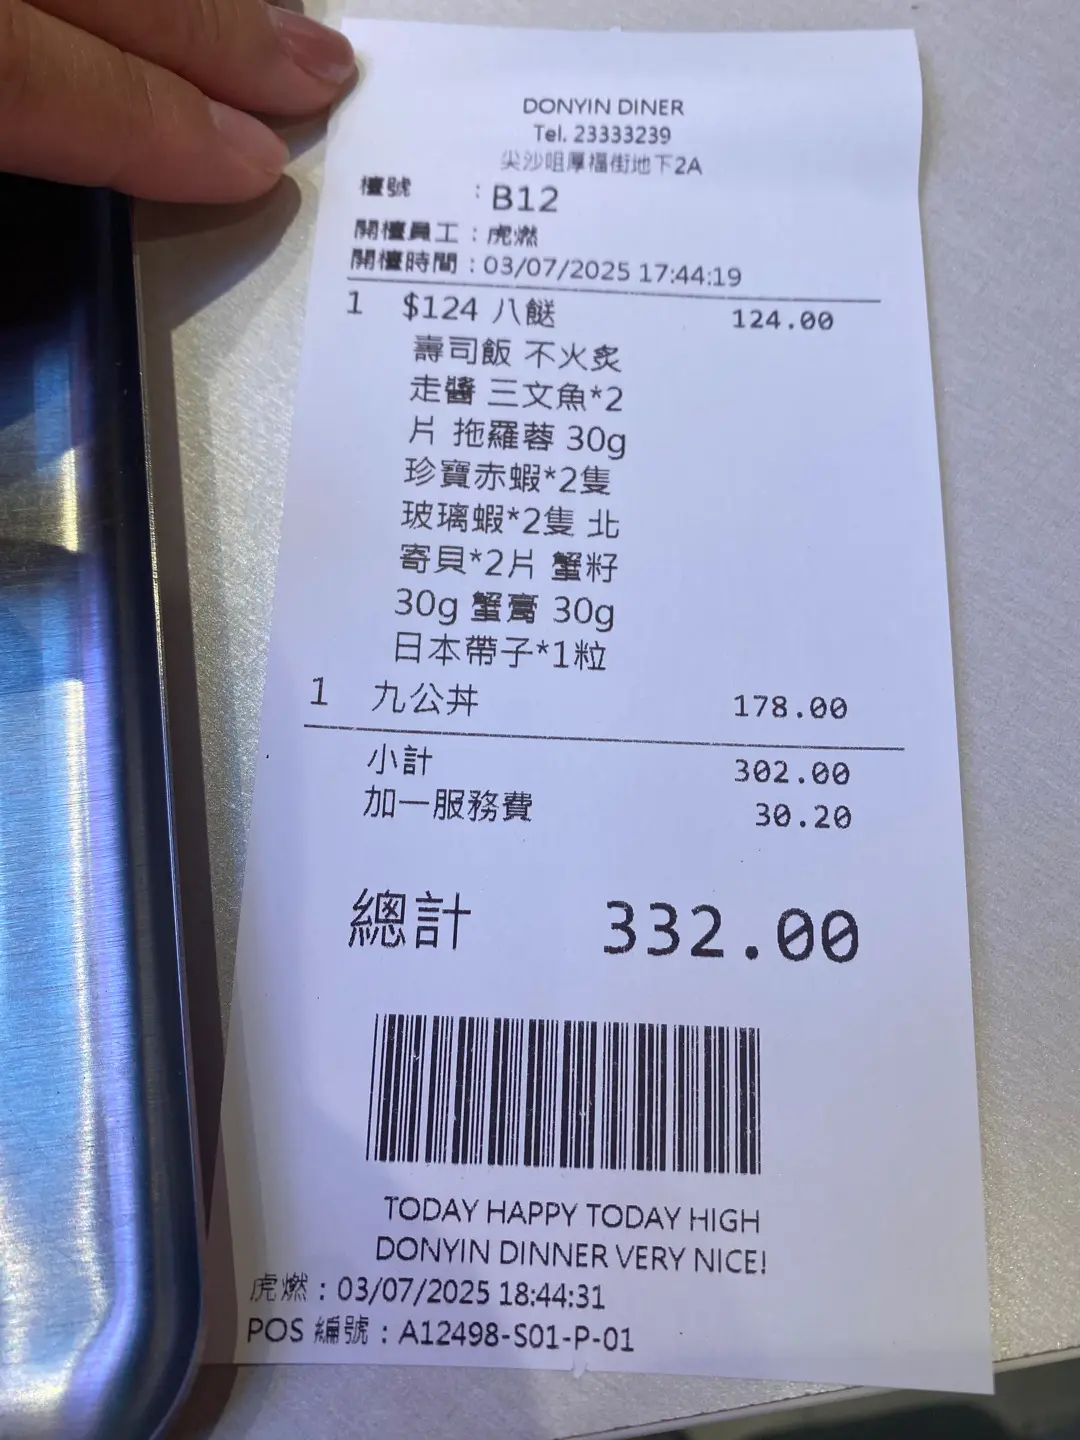 DONYIN DINER
Tel. 23333239
尖沙咀厚福街地下2A
檯號 : B12
開檯員工 : 虎燃
開檯時間 : 03/07/2025 17:44:19
1 $124 八餸 124.00
壽司飯 不火炙
走醬 三文魚*2
片 拖羅蓉 30g
珍寶赤蝦*2隻
玻璃蝦*2隻 北
寄貝*2片 蟹籽
30g 蟹膏 30g
日本帶子*1粒
1 九公丼 178.00
小計 302.00
加一服務費 30.20
總計 332.00
TODAY HAPPY TODAY HIGH
DONYIN DINNER VERY NICE!
虎燃 : 03/07/2025 18:44:31
POS 編號 : A12498-S01-P-01